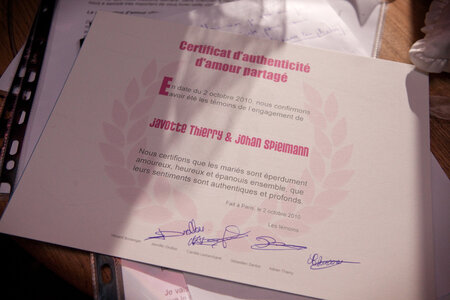 Certificat d'authenticité
d'amour partagé
En date du 2 octobre 2010, nous confirmons
avoir été les témoins de l'engagement de
Javotte Thierry & Johan Spielmann
Nous certifions que les mariés sont éperdument
amoureux, heureux et épanouis ensemble, que
leurs sentiments sont authentiques et profonds.
Fait à Paris, le 2 octobre 2010
Les témoins